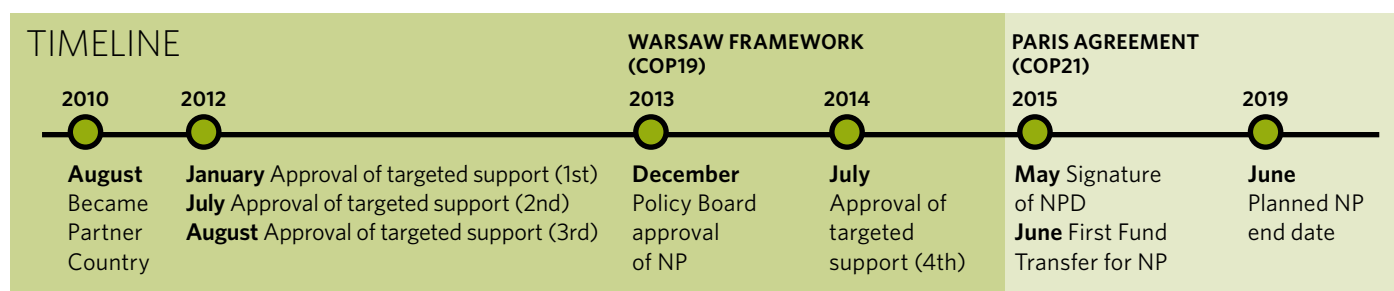 TIMELINE
WARSAW FRAMEWORK
(COP19)
PARIS AGREEMENT
(COP21)
2010
2012
2013
2014
2015
2019
August
Became
Partner
Country
January Approval of targeted support (1st)
July Approval of targeted support (2nd)
August Approval of targeted support (3rd)
December
Policy Board
approval
of NP
July
Approval of
targeted
support (4th)
May Signature
of NPD
June First Fund
Transfer for NP
June
Planned NP
end date